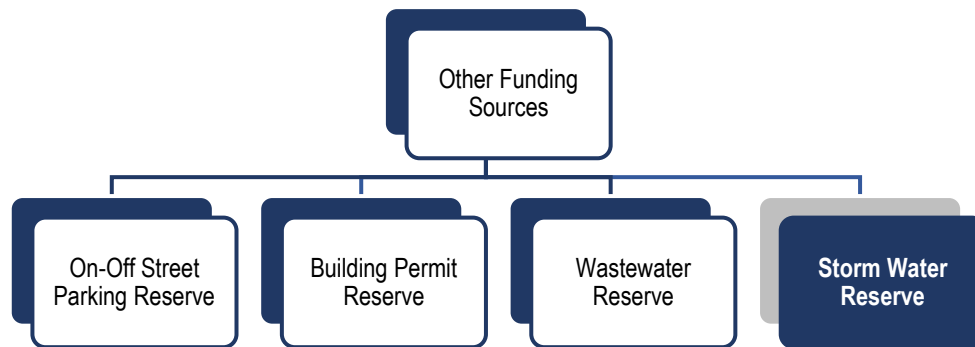 Other Funding
Sources
On-Off Street
Parking Reserve
Building Permit
Reserve
Wastewater
Reserve
Storm Water
Reserve